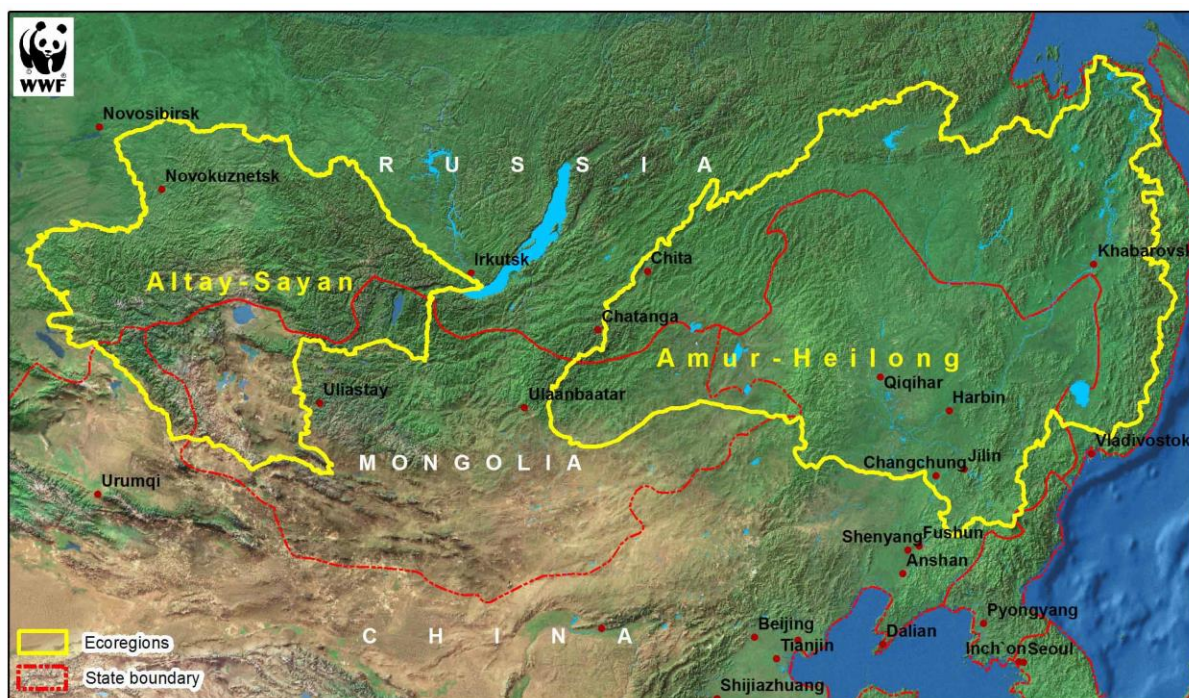 WWF
Novosibirsk
R U S S I A
Novokuznetsk
Khabarovsk
Irkutsk
Chita
Altay-Sayan
Chatanga
Amur-Heilong
Qiqihar
Uliastay
Ulaanbaatar
Harbin
Vladivostok
MONGOLIA
Changchung
Jilin
Urumqi
Shenyang
Fushun
Anshan
Pyongyang
C H I N A
Beijing
Dalian
Ecoregions
Tianjin
Inch'on
Seoul
State boundary
Shijiazhuang